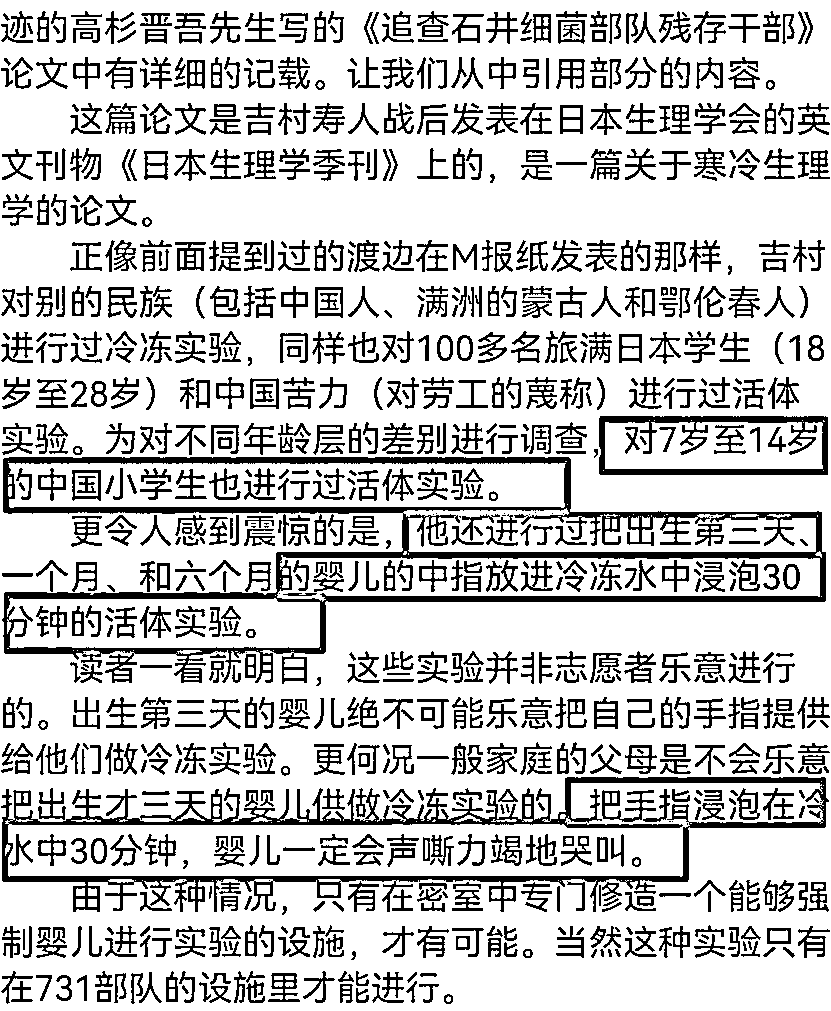 迹的高杉晋吾先生写的《追查石井细菌部队残存干部》
论文中有详细的记载。让我们从中引用部分的内容。
这篇论文是吉村寿人战后发表在日本生理学会的英
文刊物《日本生理学季刊》上的，是一篇关于寒冷生理
学的论文。
正像前面提到过的渡边在M报纸发表的那样，吉村
对别的民族（包括中国人、满洲的蒙古人和鄂伦春人）
进行过冷冻实验，同样也对100多名旅满日本学生（18
岁至28岁）和中国苦力（对劳工的蔑称）进行过活体
实验。为对不同年龄层的差别进行调查，对7岁至14岁
的中国小学生也进行过活体实验。
更令人感到震惊的是，他还进行过把出生第三天、
一个月、和六个月的婴儿的中指放进冷冻水中浸泡30
分钟的活体实验。
读者一看就明白，这些实验并非志愿者乐意进行
的。出生第三天的婴儿绝不可能乐意把自己的手指提供
给他们做冷冻实验。更何况一般家庭的父母是不会乐意
把出生才三天的婴儿供做冷冻实验的。把手指浸泡在冷
水中30分钟，婴儿一定会声嘶力竭地哭叫。
由于这种情况，只有在密室中专门修造一个能够强
制婴儿进行实验的设施，才有可能。当然这种实验只有
在731部队的设施里才能进行。